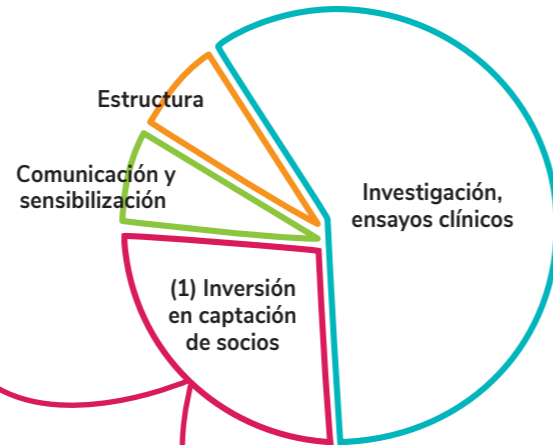 Estructura
Comunicación y
sensibilización
Investigación,
ensayos clínicos
(1) Inversión
en captación
de socios